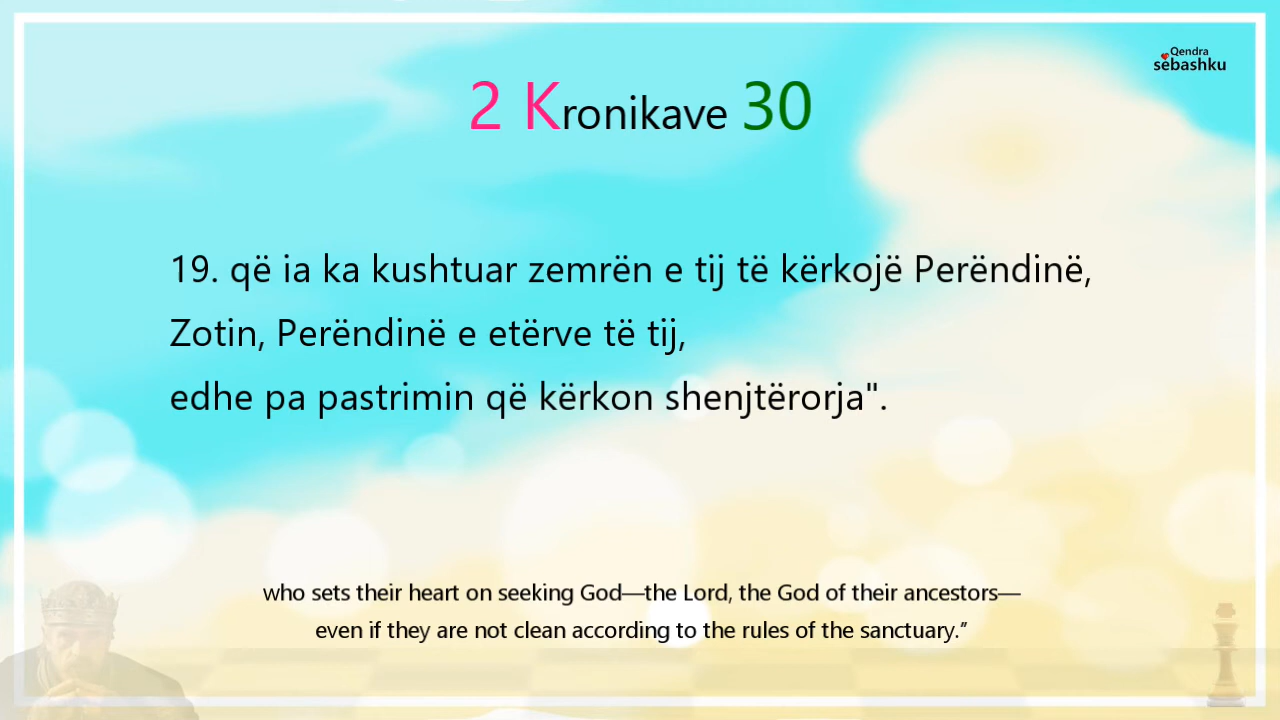 Qendra
sëbashku
2 Kronikave 30
19. që ia ka kushtuar zemrën e tij të kërkojë Perëndinë,
Zotin, Perëndinë e etërve të tij,
edhe pa pastrimin që kërkon shenjtërorja".
who sets their heart on seeking God—the Lord, the God of their ancestors—
even if they are not clean according to the rules of the sanctuary.”